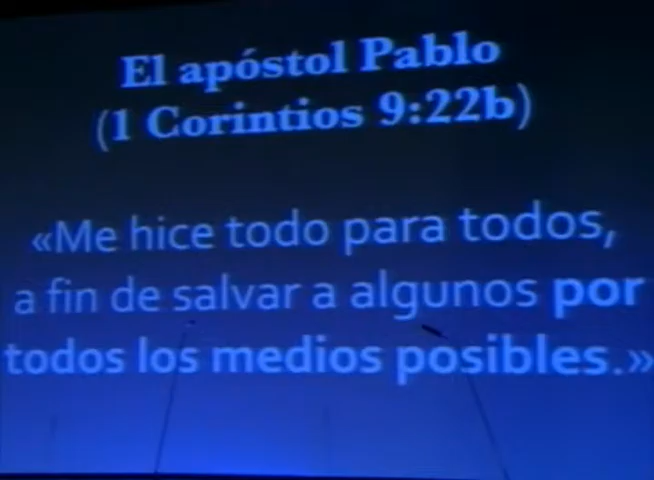 El apóstol Pablo
(1 Corintios 9:22b)
«Me hice todo para todos,
a fin de salvar a algunos por
todos los medios posibles.»